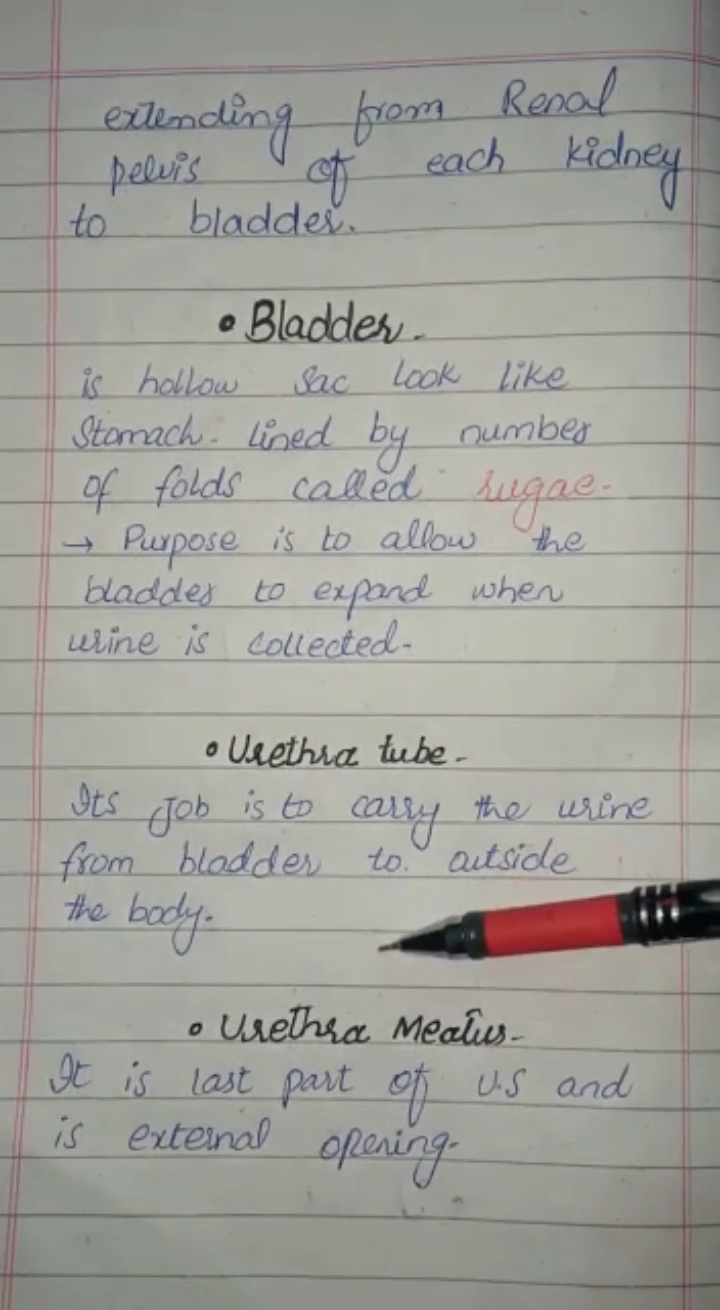 extending from Renal
pelvis of each kidney
to bladder.
• Bladder.
is hollow sac look like
Stomach. lined by number
of folds called rugae.
→ Purpose is to allow the
bladder to expand when
urine is collected.
• Urethra tube.
Its Job is to carry the urine
from bladder to outside
the body.
• Urethra Meatus.
It is last part of U.S and
is external opening.